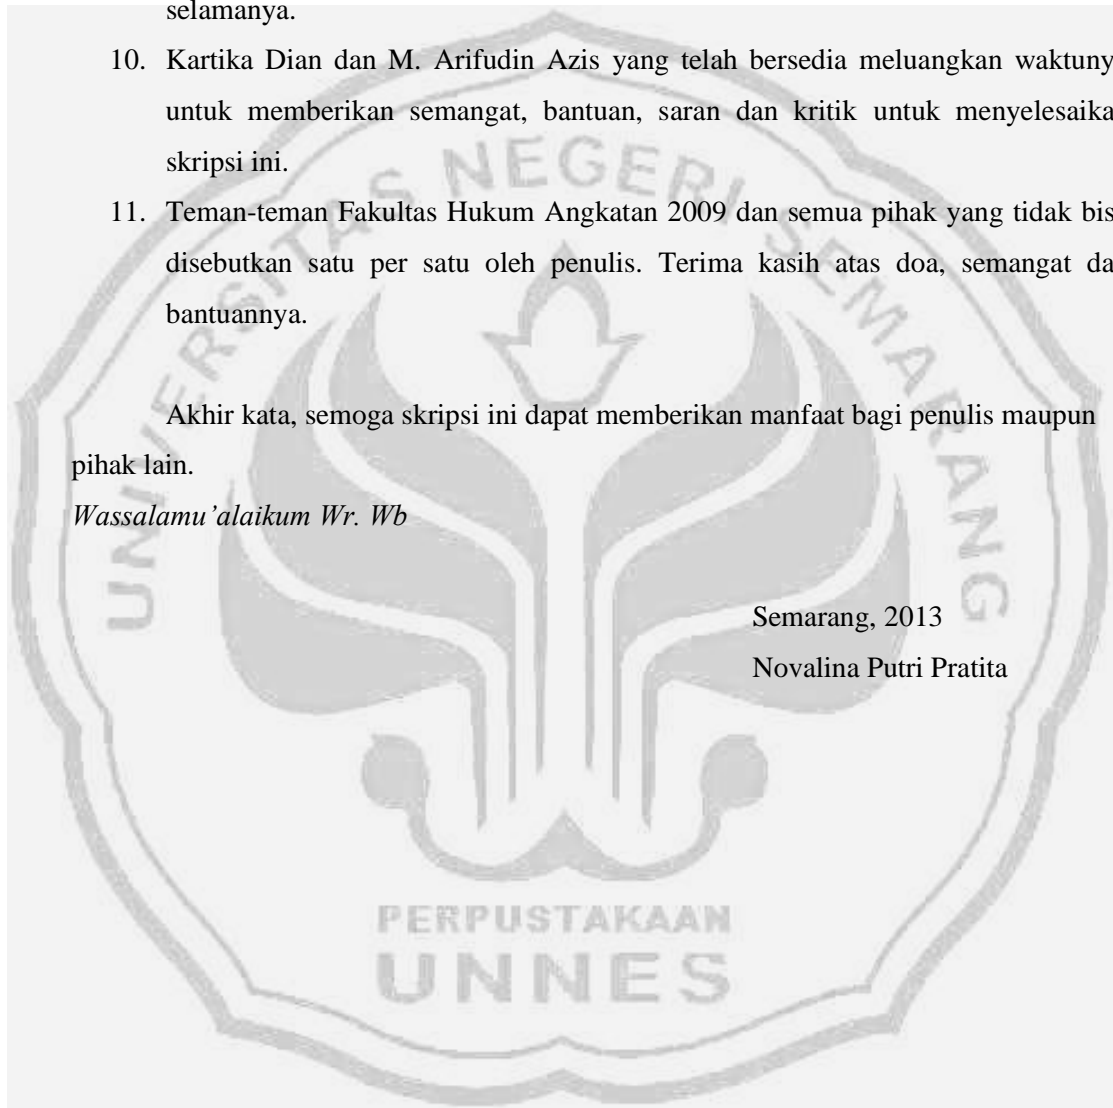 selamanya.
10. Kartika Dian dan M. Arifudin Azis yang telah bersedia meluangkan waktuny
untuk memberikan semangat, bantuan, saran dan kritik untuk menyelesaika
skripsi ini.
11. Teman-teman Fakultas Hukum Angkatan 2009 dan semua pihak yang tidak bis
disebutkan satu per satu oleh penulis. Terima kasih atas doa, semangat da
bantuannya.
Akhir kata, semoga skripsi ini dapat memberikan manfaat bagi penulis maupun
pihak lain.
Wassalamu’alaikum Wr. Wb
Semarang, 2013
Novalina Putri Pratita
UNIVERSITAS NEGERI SEMARANG
PERPUSTAKAAN
UNNES